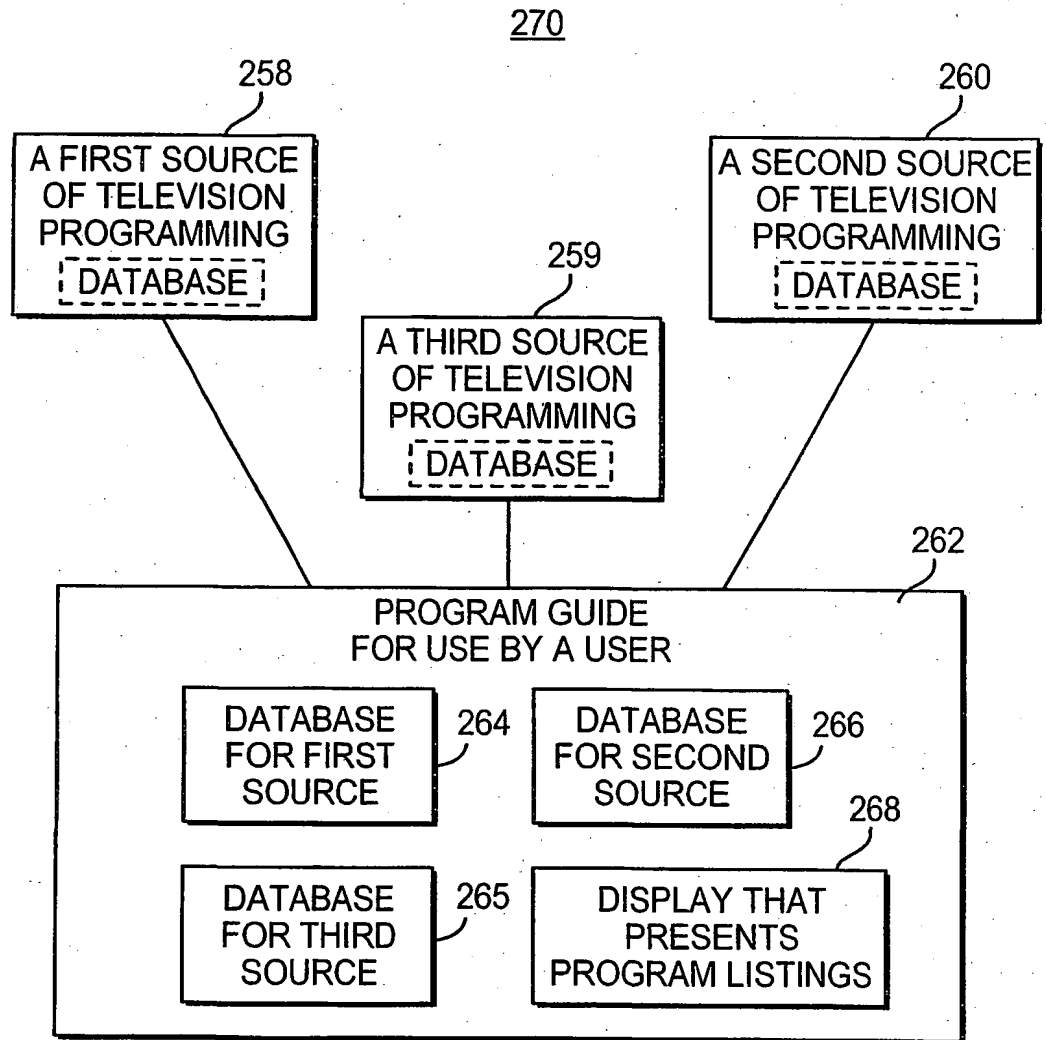 270
258
A FIRST SOURCE
OF TELEVISION
PROGRAMMING
DATABASE
260
A SECOND SOURCE
OF TELEVISION
PROGRAMMING
DATABASE
259
A THIRD SOURCE
OF TELEVISION
PROGRAMMING
DATABASE
262
PROGRAM GUIDE
FOR USE BY A USER
DATABASE
FOR FIRST
SOURCE
264
DATABASE
FOR SECOND
SOURCE
266
DATABASE
FOR THIRD
SOURCE
265
268
DISPLAY THAT
PRESENTS
PROGRAM LISTINGS